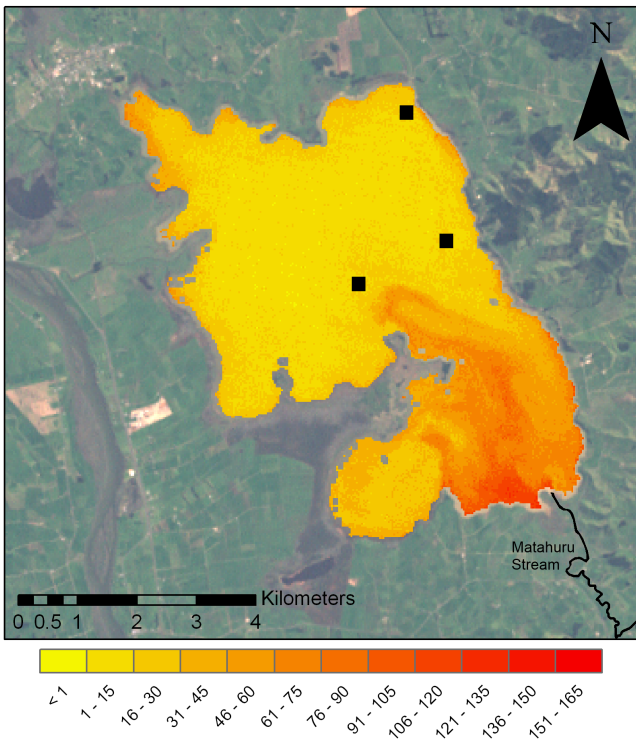 N
Matahuru
Stream
Kilometers
0 0.5 1 2 3 4
< 1
1 - 15
16 - 30
31 - 45
46 - 60
61 - 75
76 - 90
91 - 105
106 - 120
121 - 135
136 - 150
151 - 165